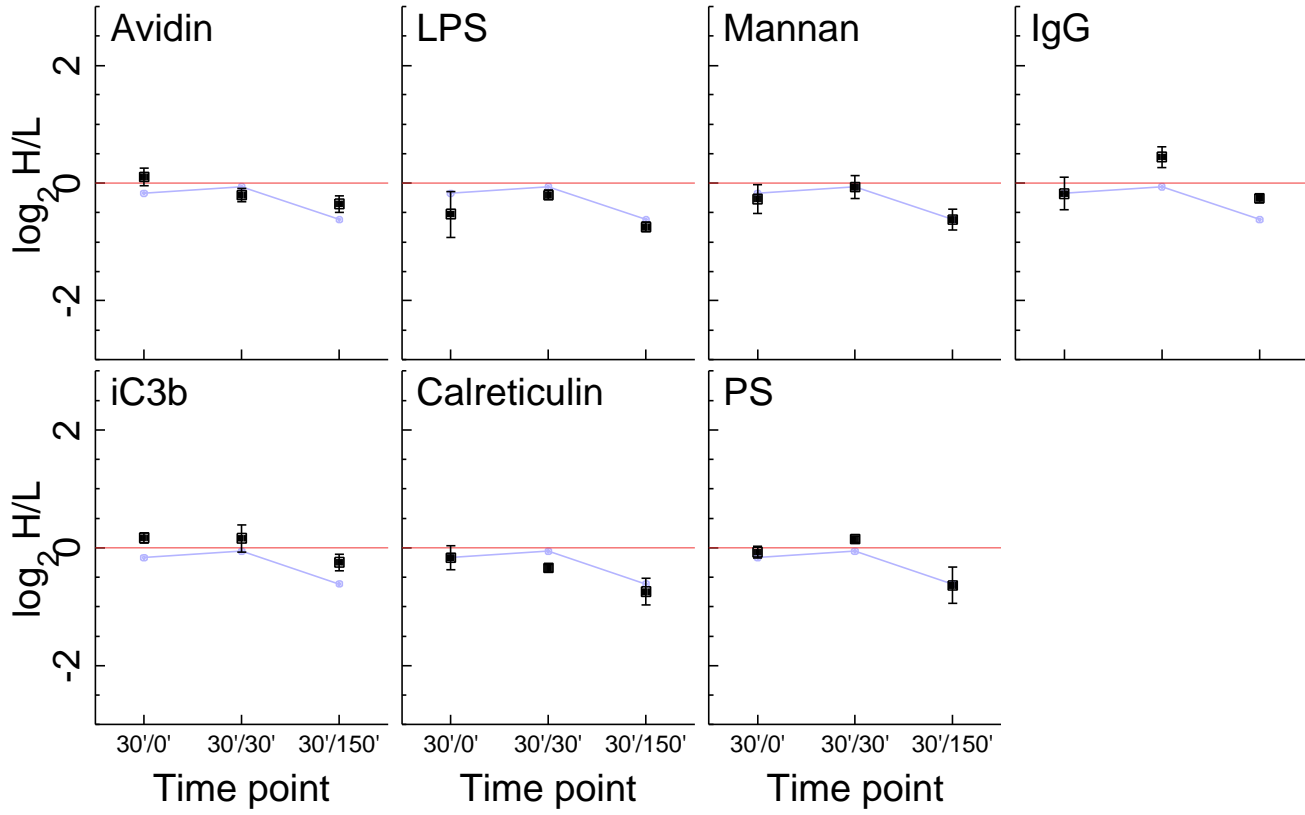 Avidin
LPS
Mannan
IgG
log2 H/L
2
0
-2
iC3b
Calreticulin
PS
log2 H/L
2
0
-2
30'/0' 30'/30' 30'/150'
30'/0' 30'/30' 30'/150'
30'/0' 30'/30' 30'/150'
Time point
Time point
Time point